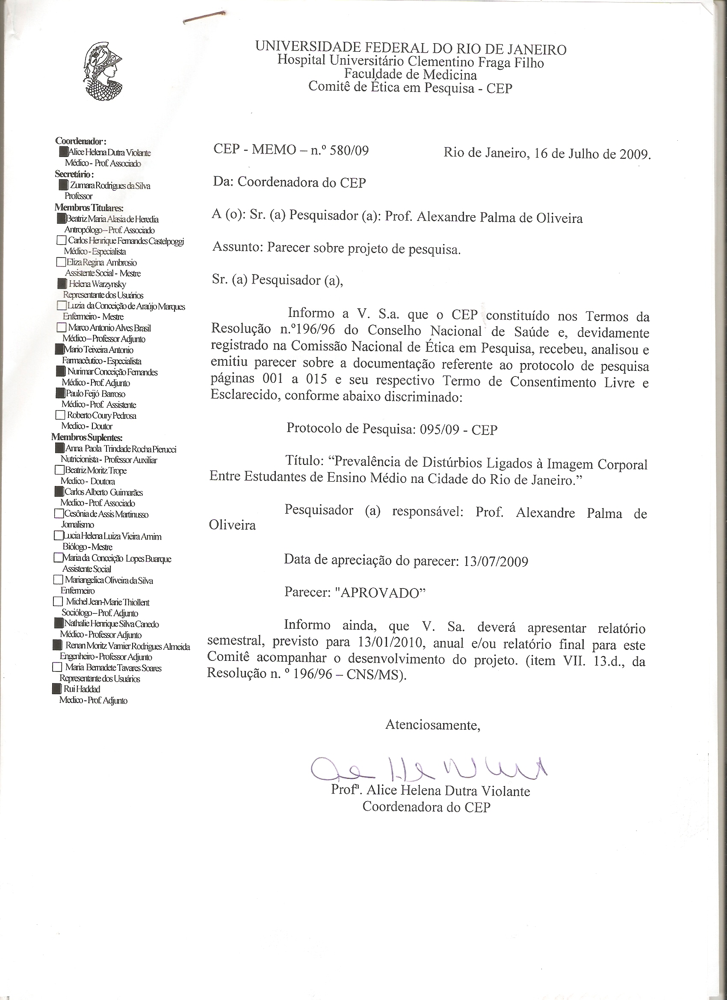 UNIVERSIDADE FEDERAL DO RIO DE JANEIRO
Hospital Universitário Clementino Fraga Filho
Faculdade de Medicina
Comitê de Ética em Pesquisa - CEP
Coordenador:
Alice Helena Dutra Violante
Médico - Prof. Associado
Secretário:
Zumara Rodrigues da Silva
Professor
Membros Titulares:
Beatriz Maria Alasia de Heredia
Antropólogo – Prof. Associado
Carlos Henrique Fernandes Castelpoggi
Médico - Especialista
Eliza Regina Ambrosio
Assistente Social - Mestre
Helena Warzynsky
Representante dos Usuários
Luzia da Conceição de Araújo Marques
Enfermeiro - Mestre
Marco Antonio Alves Brasil
Médico – Professor Adjunto
Mario Teixeira Antonio
Farmacêutico - Especialista
Nurimar Conceição Fernandes
Médico - Prof. Adjunto
Paulo Feijó Barroso
Médico - Prof. Assistente
Roberto Coury Pedrosa
Medico - Doutor
Membros Suplentes:
Anna Paola Trindade Rocha Pierucci
Nutricionista - Professor Auxiliar
Beatriz Moritz Trope
Medico - Doutora
Carlos Alberto Guimarães
Medico - Prof. Associado
Cesônia de Assis Martinusso
Jornalismo
Lucia Helena Luiza Vieira Amim
Biólogo - Mestre
Maria da Conceição Lopes Buarque
Assistente Social
Mariangelica Oliveira da Silva
Enfermeiro
Michel Jean-Marie Thiollent
Sociólogo – Prof. Adjunto
Nathalie Henrique Silva Canedo
Médico - Professor Adjunto
Renan Moritz Varnier Rodrigues Almeida
Engenheiro - Professor Adjunto
Maria Bernadete Tavares Soares
Representante dos Usuários
Rui Haddad
Medico - Prof. Adjunto
CEP - MEMO – n.º 580/09 Rio de Janeiro, 16 de Julho de 2009.
Da: Coordenadora do CEP
A (o): Sr. (a) Pesquisador (a): Prof. Alexandre Palma de Oliveira
Assunto: Parecer sobre projeto de pesquisa.
Sr. (a) Pesquisador (a),
Informo a V. S.a. que o CEP constituído nos Termos da
Resolução n.º196/96 do Conselho Nacional de Saúde e, devidamente
registrado na Comissão Nacional de Ética em Pesquisa, recebeu, analisou e
emitiu parecer sobre a documentação referente ao protocolo de pesquisa
páginas 001 a 015 e seu respectivo Termo de Consentimento Livre e
Esclarecido, conforme abaixo discriminado:
Protocolo de Pesquisa: 095/09 - CEP
Título: “Prevalência de Distúrbios Ligados à Imagem Corporal
Entre Estudantes de Ensino Médio na Cidade do Rio de Janeiro.”
Pesquisador (a) responsável: Prof. Alexandre Palma de
Oliveira
Data de apreciação do parecer: 13/07/2009
Parecer: "APROVADO”
Informo ainda, que V. Sa. deverá apresentar relatório
semestral, previsto para 13/01/2010, anual e/ou relatório final para este
Comitê acompanhar o desenvolvimento do projeto. (item VII. 13.d., da
Resolução n. º 196/96 – CNS/MS).
Atenciosamente,
Profª. Alice Helena Dutra Violante
Coordenadora do CEP